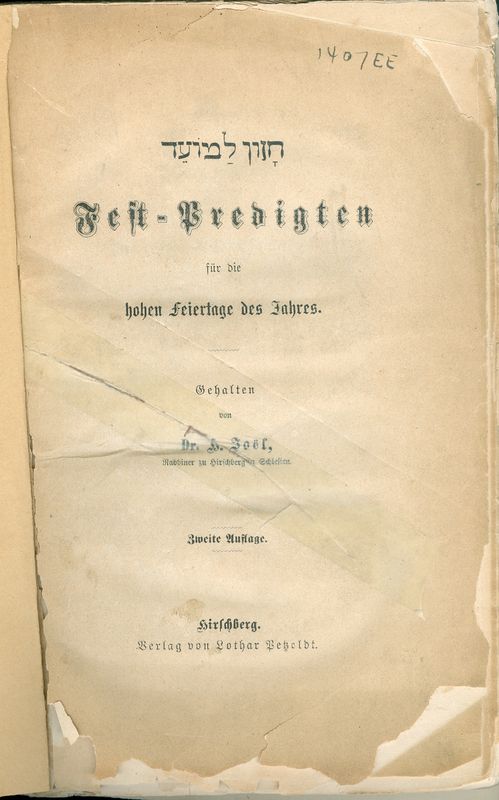 1407EE
חָזוֹן לַמוֹעֵד
Fest-Predigten
für die
hohen Feiertage des Jahres.
Gehalten
von
Dr. H. Joël,
Rabbiner zu Hirschberg in Schlesien.
Zweite Auflage.
Hirschberg.
Verlag von Lothar Petzoldt.